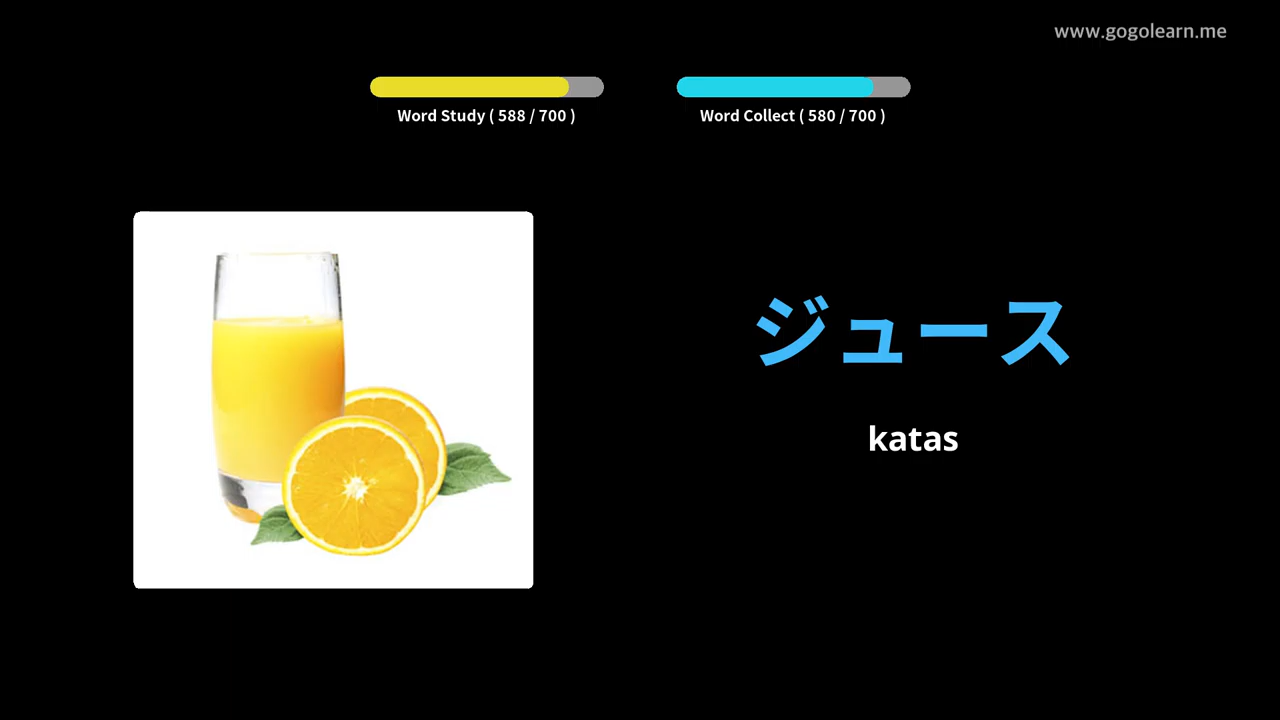 www.gogolearn.me
Word Study ( 588 / 700 )
Word Collect ( 580 / 700 )
ジュース
katas